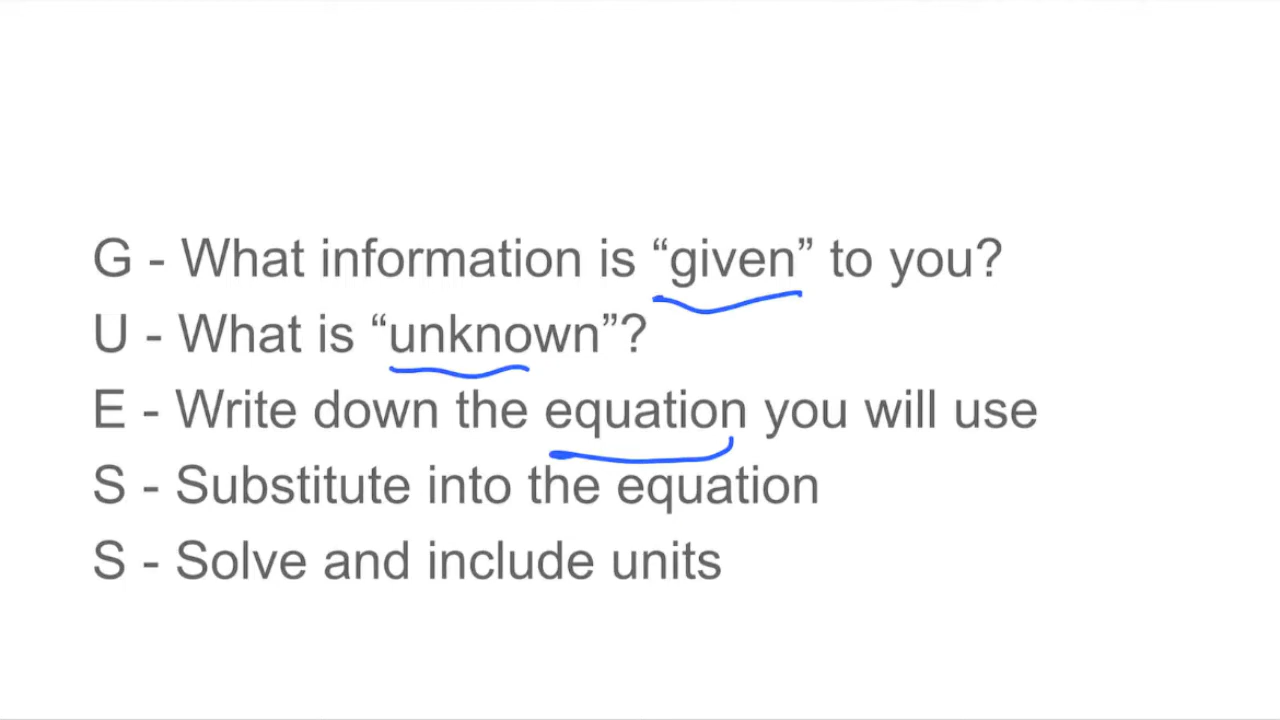 G - What information is “given” to you?
U - What is “unknown”?
E - Write down the equation you will use
S - Substitute into the equation
S - Solve and include units